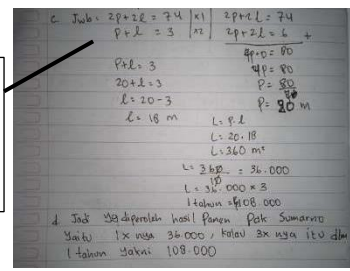 c. Jwb: 2p+2l = 74 |x1| 2p+2l = 74
p+l = 3 |x2| 2p+2l = 6 +
4p+0 = 80
P+l = 3
4p = 80
20+l = 3
P = 80
l = 20-3
P = 20 m
l = 18 m
L = p.l
L = 20.18
L = 360 m²
L = 360 = 36.000
10
L = 36.000 x 3
1 tahun = 108.000
d. Jadi yg diperoleh hasil Panen Pak Sumarno
Yaitu 1x nya 36.000, kalau 3x nya itu dlm
1 tahun yakni 108.000